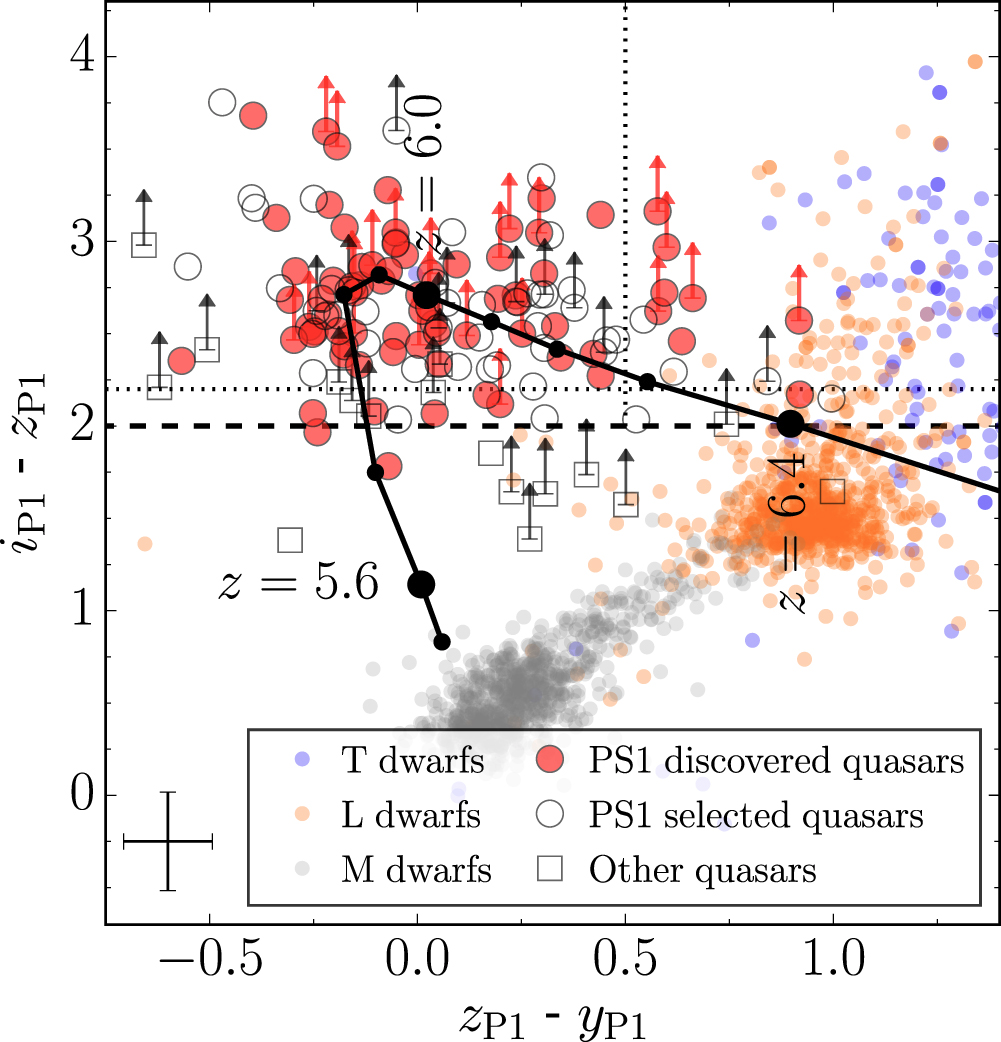 4
3
2
1
0
i_P1 - z_P1
z = 6.0
z = 5.6
z = 6.4
T dwarfs
L dwarfs
M dwarfs
PS1 discovered quasars
PS1 selected quasars
Other quasars
−0.5 0.0 0.5 1.0
z_P1 - y_P1